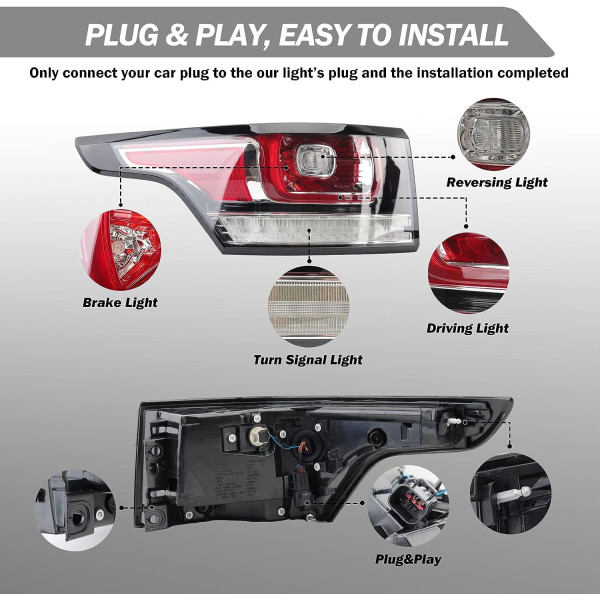 PLUG & PLAY, EASY TO INSTALL
Only connect your car plug to the our light's plug and the installation completed
Reversing Light
Brake Light
Driving Light
Turn Signal Light
Plug&Play